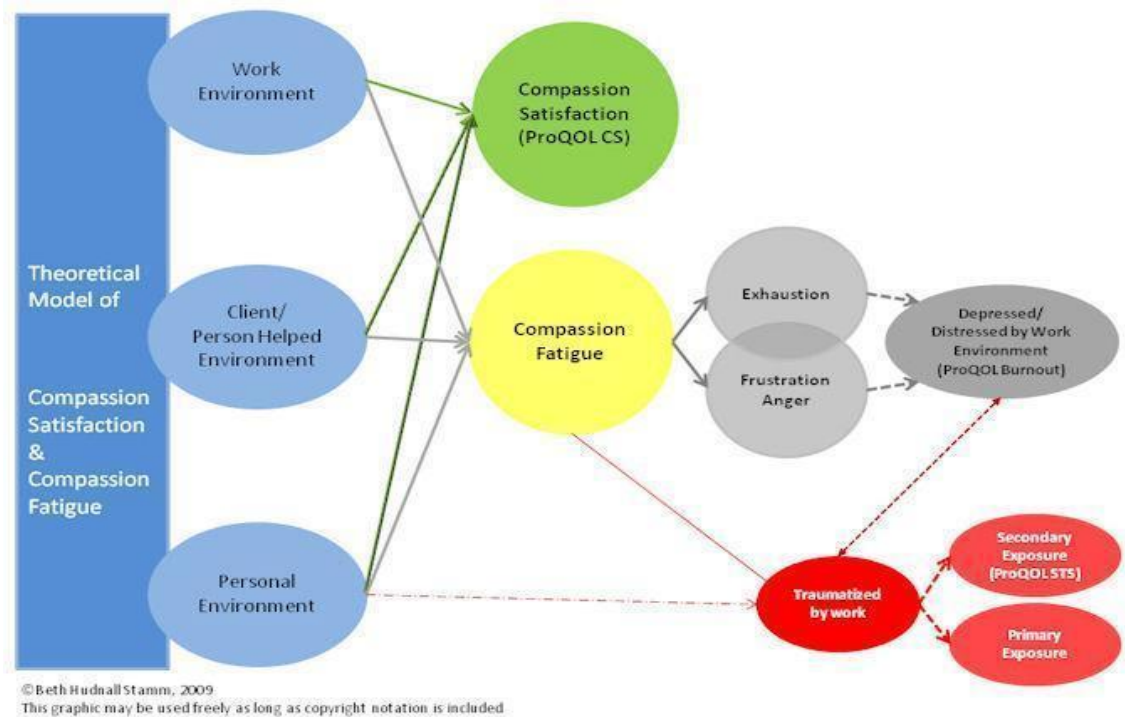 Theoretical
Model of
Compassion
Satisfaction
&
Compassion
Fatigue
Work
Environment
Client/
Person Helped
Environment
Personal
Environment
Compassion
Satisfaction
(ProQOL CS)
Compassion
Fatigue
Exhaustion
Frustration
Anger
Depressed/
Distressed by Work
Environment
(ProQOL Burnout)
Traumatized
by work
Secondary
Exposure
(ProQOL STS)
Primary
Exposure
©Beth Hudnall Stamm, 2009
This graphic may be used freely as long as copyright notation is included